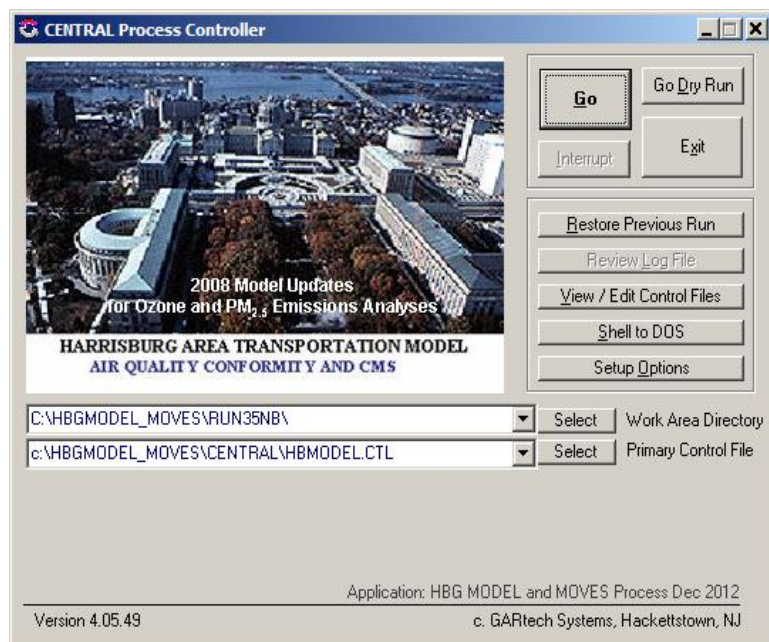 CENTRAL Process Controller
2008 Model Updates
for Ozone and PM2.5 Emissions Analyses
HARRISBURG AREA TRANSPORTATION MODEL
AIR QUALITY CONFORMITY AND CMS
Go
Go Dry Run
Interrupt
Exit
Restore Previous Run
Review Log File
View / Edit Control Files
Shell to DOS
Setup Options
C:\HBGMODEL_MOVES\RUN35NB\
Select
Work Area Directory
c:\HBGMODEL_MOVES\CENTRAL\HBMODEL.CTL
Select
Primary Control File
Application: HBG MODEL and MOVES Process Dec 2012
Version 4.05.49
c. GARtech Systems, Hackettstown, NJ